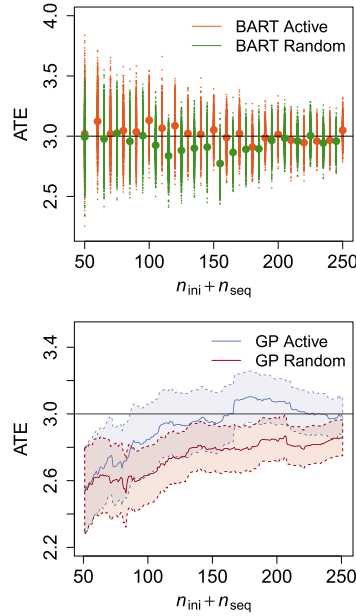 BART Active
BART Random
4.0
3.5
3.0
2.5
ATE
50
100
150
200
250
n_ini + n_seq
GP Active
GP Random
3.4
3.0
2.6
2.2
ATE
50
100
150
200
250
n_ini + n_seq